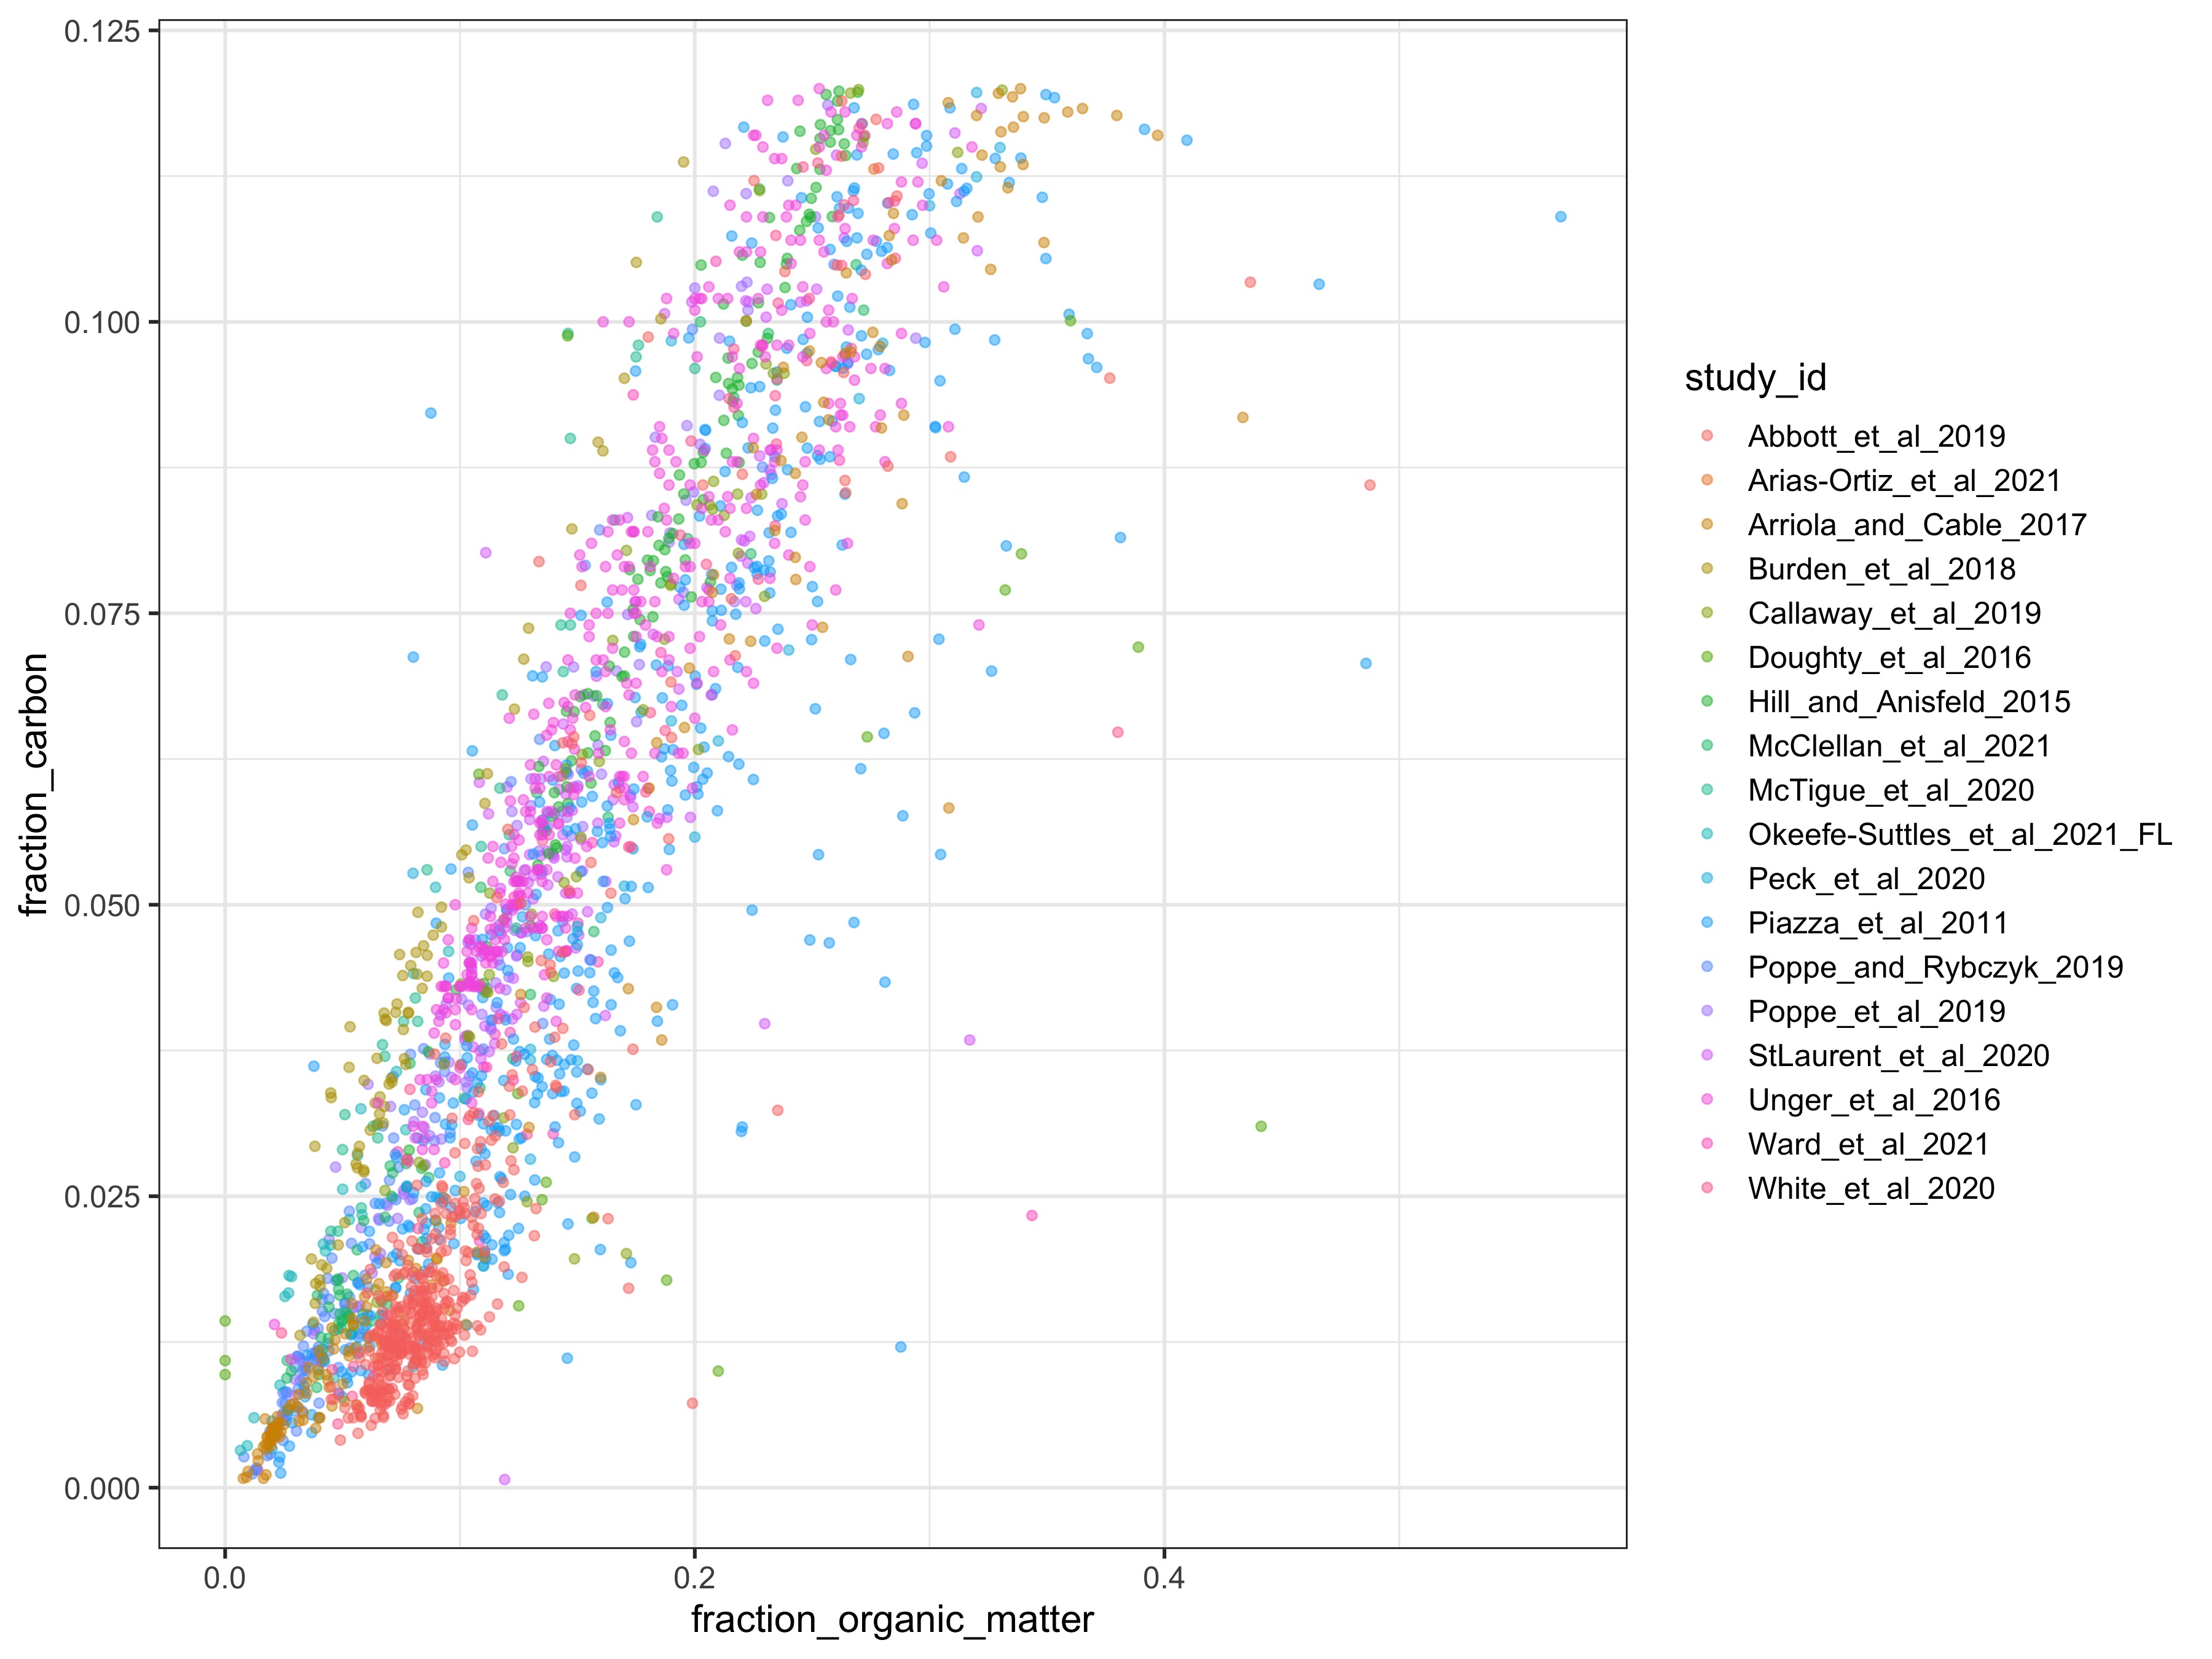 0.125
0.100
0.075
0.050
0.025
0.000
fraction_carbon
0.0 0.2 0.4
fraction_organic_matter
study_id
Abbott_et_al_2019
Arias-Ortiz_et_al_2021
Arriola_and_Cable_2017
Burden_et_al_2018
Callaway_et_al_2019
Doughty_et_al_2016
Hill_and_Anisfeld_2015
McClellan_et_al_2021
McTigue_et_al_2020
Okeefe-Suttles_et_al_2021_FL
Peck_et_al_2020
Piazza_et_al_2011
Poppe_and_Rybczyk_2019
Poppe_et_al_2019
StLaurent_et_al_2020
Unger_et_al_2016
Ward_et_al_2021
White_et_al_2020